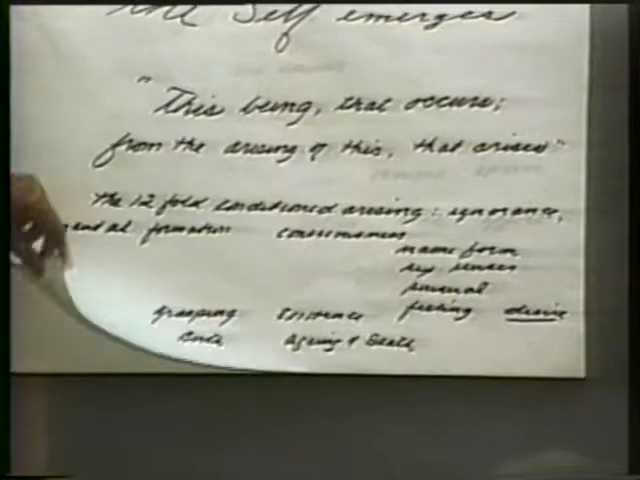 The Self emerges
"This being, that occurs;
from the arising of this, that arises"
The 12 fold conditioned arising: ignorance,
mental formation consciousness
name form
six senses
feeling desire
grasping Existence
Birth Ageing & Death